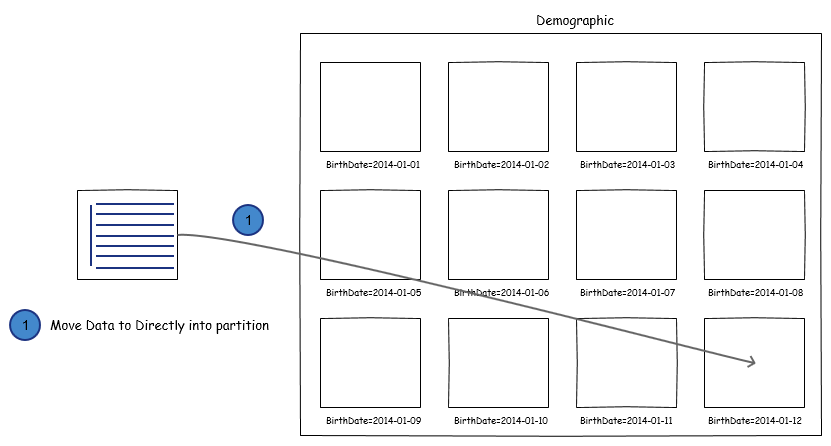 Demographic
BirthDate=2014-01-01
BirthDate=2014-01-02
BirthDate=2014-01-03
BirthDate=2014-01-04
1
BirthDate=2014-01-05
BirthDate=2014-01-06
BirthDate=2014-01-07
BirthDate=2014-01-08
1
Move Data to Directly into partition
BirthDate=2014-01-09
BirthDate=2014-01-10
BirthDate=2014-01-11
BirthDate=2014-01-12